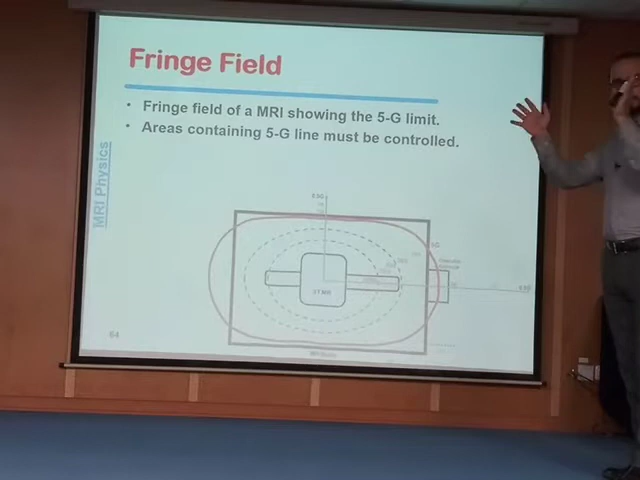 Fringe Field
• Fringe field of a MRI showing the 5-G limit.
• Areas containing 5-G line must be controlled.
MRI Physics
64